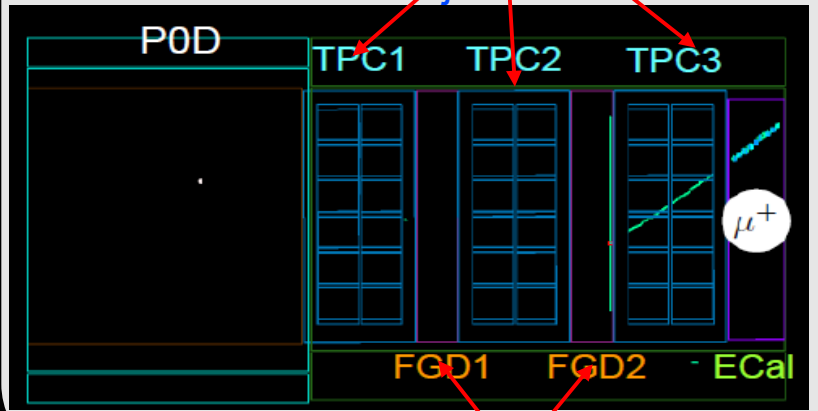 P0D
TPC1 TPC2 TPC3
μ+
FGD1 FGD2 ECal